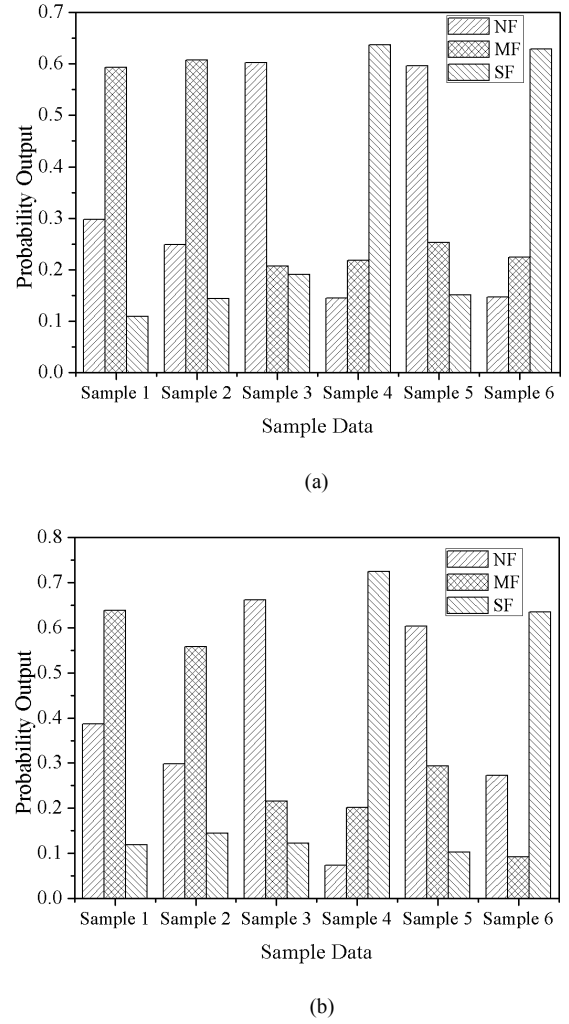 0.7
0.6
0.5
0.4
0.3
0.2
0.1
0.0
Probability Output
NF
MF
SF
Sample 1 Sample 2 Sample 3 Sample 4 Sample 5 Sample 6
Sample Data
(a)
0.8
0.7
0.6
0.5
0.4
0.3
0.2
0.1
0.0
Probability Output
NF
MF
SF
Sample 1 Sample 2 Sample 3 Sample 4 Sample 5 Sample 6
Sample Data
(b)